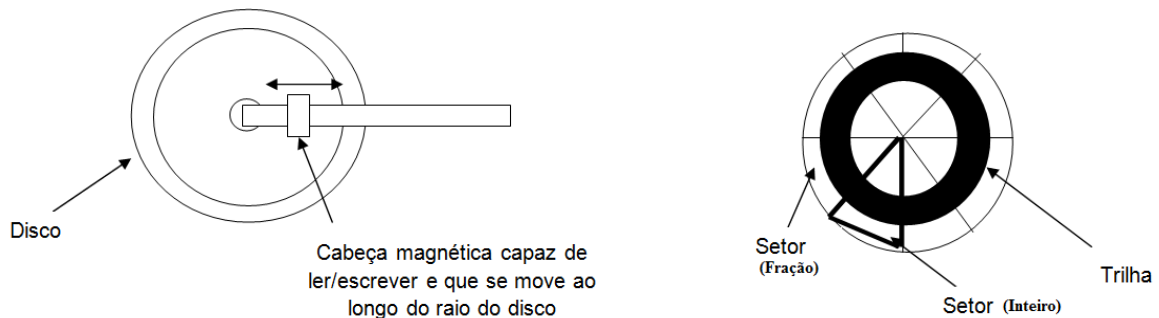 Disco
Cabeça magnética capaz de
ler/escrever e que se move ao
longo do raio do disco
Setor
(Fração)
Setor (Inteiro)
Trilha